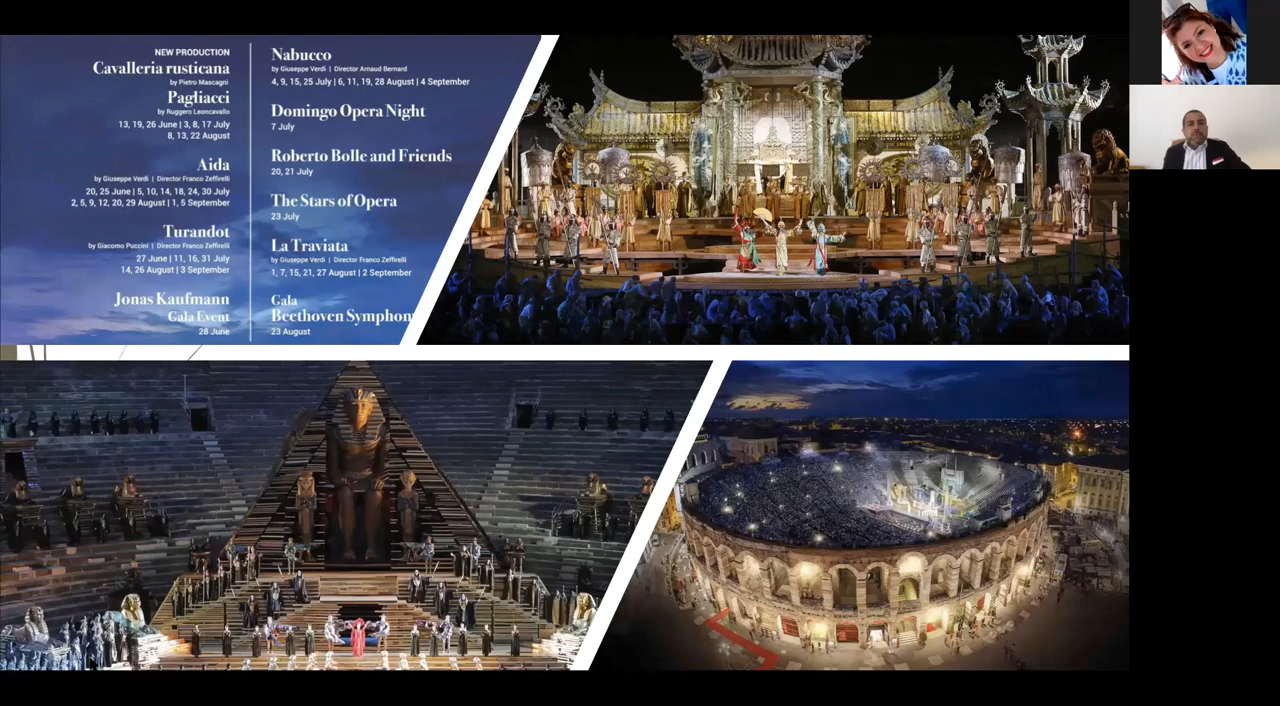 NEW PRODUCTION
Cavalleria rusticana
by Pietro Mascagni
Pagliacci
by Ruggero Leoncavallo
13, 19, 26 June | 3, 8, 17 July
8, 13, 22 August
Aida
by Giuseppe Verdi | Director Franco Zeffirelli
20, 25 June | 5, 10, 14, 18, 24, 30 July
2, 5, 9, 12, 20, 29 August | 1, 5 September
Turandot
by Giacomo Puccini | Director Franco Zeffirelli
27 June | 11, 16, 31 July
14, 26 August | 3 September
Jonas Kaufmann
Gala Event
28 June
Nabucco
by Giuseppe Verdi | Director Arnaud Bernard
4, 9, 15, 25 July | 6, 11, 19, 28 August | 4 September
Domingo Opera Night
7 July
Roberto Bolle and Friends
20, 21 July
The Stars of Opera
23 July
La Traviata
by Giuseppe Verdi | Director Franco Zeffirelli
1, 7, 15, 21, 27 August | 2 September
Gala
Beethoven Symphon
23 August